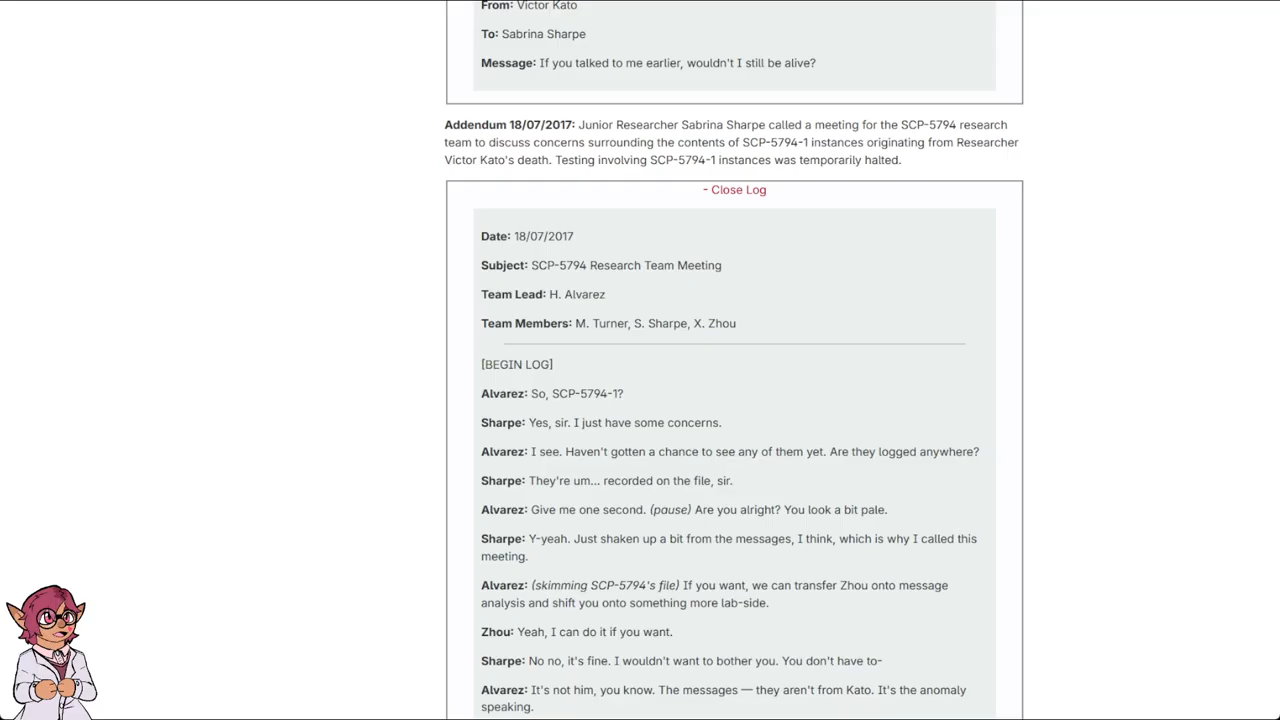 From: Victor Kato
To: Sabrina Sharpe
Message: If you talked to me earlier, wouldn't I still be alive?
Addendum 18/07/2017: Junior Researcher Sabrina Sharpe called a meeting for the SCP-5794 research
team to discuss concerns surrounding the contents of SCP-5794-1 instances originating from Researcher
Victor Kato's death. Testing involving SCP-5794-1 instances was temporarily halted.
- Close Log
Date: 18/07/2017
Subject: SCP-5794 Research Team Meeting
Team Lead: H. Alvarez
Team Members: M. Turner, S. Sharpe, X. Zhou
[BEGIN LOG]
Alvarez: So, SCP-5794-1?
Sharpe: Yes, sir. I just have some concerns.
Alvarez: I see. Haven't gotten a chance to see any of them yet. Are they logged anywhere?
Sharpe: They're um... recorded on the file, sir.
Alvarez: Give me one second. (pause) Are you alright? You look a bit pale.
Sharpe: Y-yeah. Just shaken up a bit from the messages, I think, which is why I called this
meeting.
Alvarez: (skimming SCP-5794's file) If you want, we can transfer Zhou onto message
analysis and shift you onto something more lab-side.
Zhou: Yeah, I can do it if you want.
Sharpe: No no, it's fine. I wouldn't want to bother you. You don't have to-
Alvarez: It's not him, you know. The messages — they aren't from Kato. It's the anomaly
speaking.